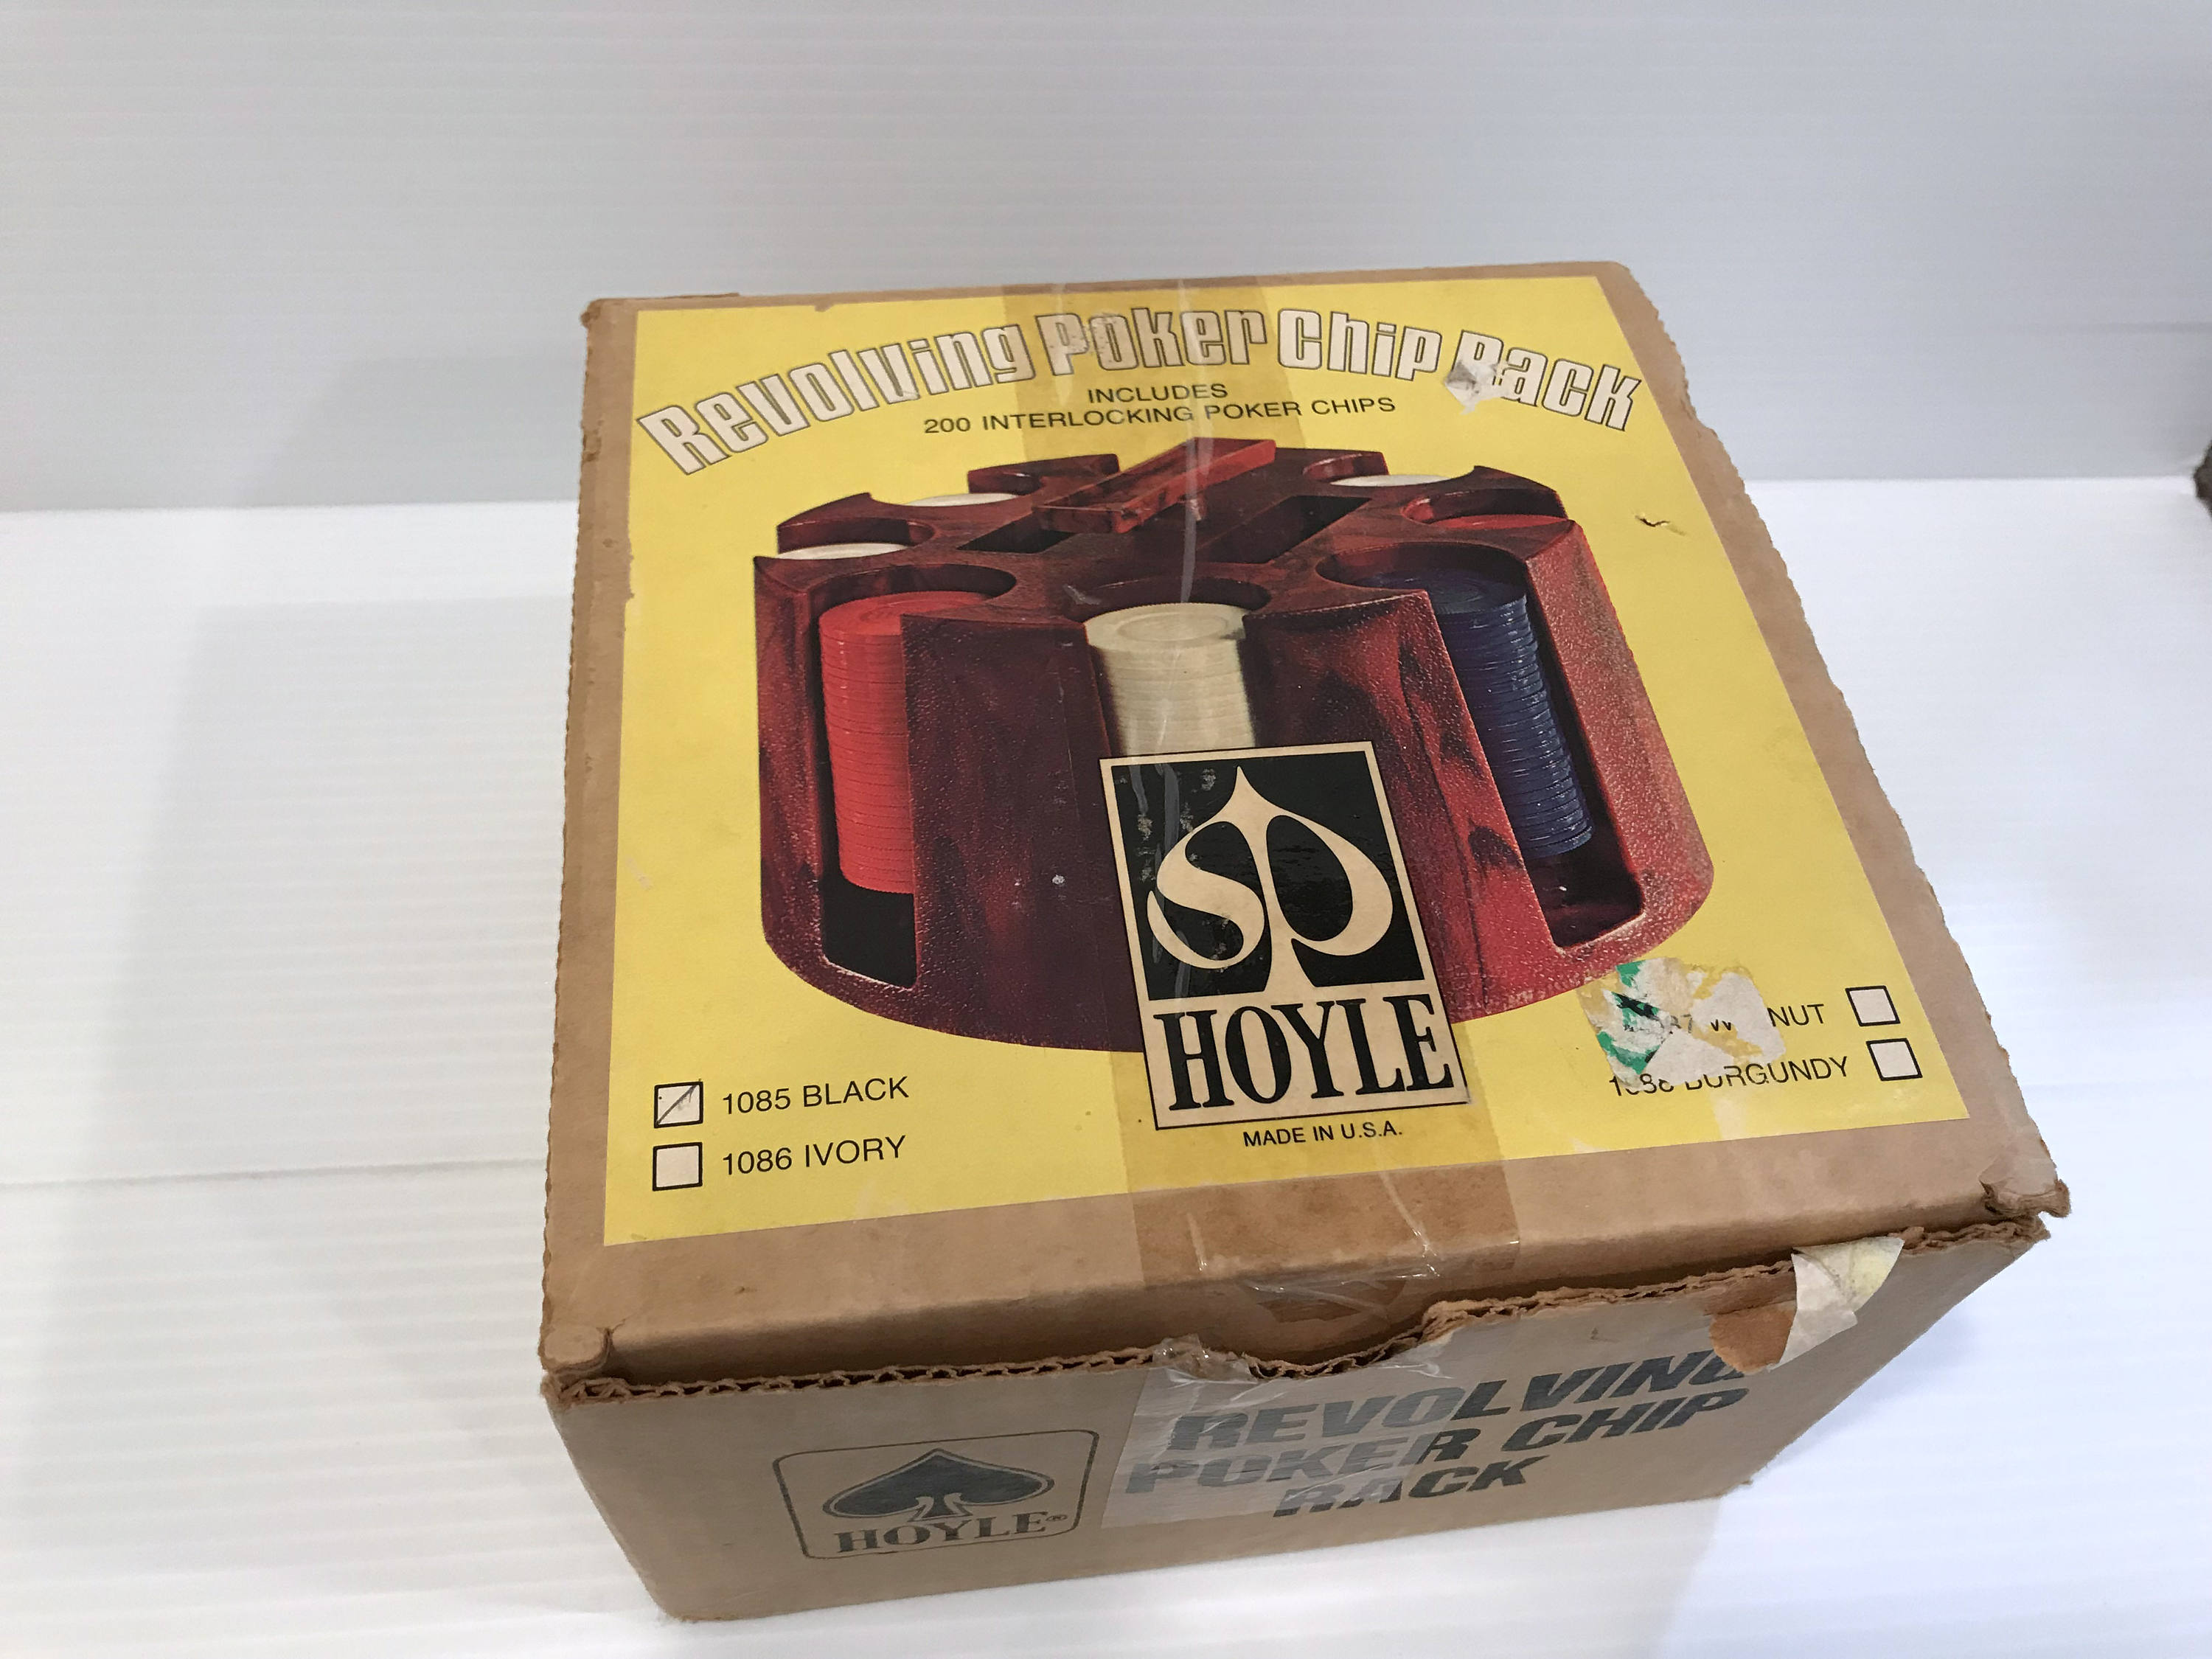 Revolving Poker Chip Rack
INCLUDES
200 INTERLOCKING POKER CHIPS
HOYLE
MADE IN U.S.A.
1085 BLACK
1086 IVORY
BURGUNDY
HOYLE®
REVOLVING
POKER CHIP
RACK